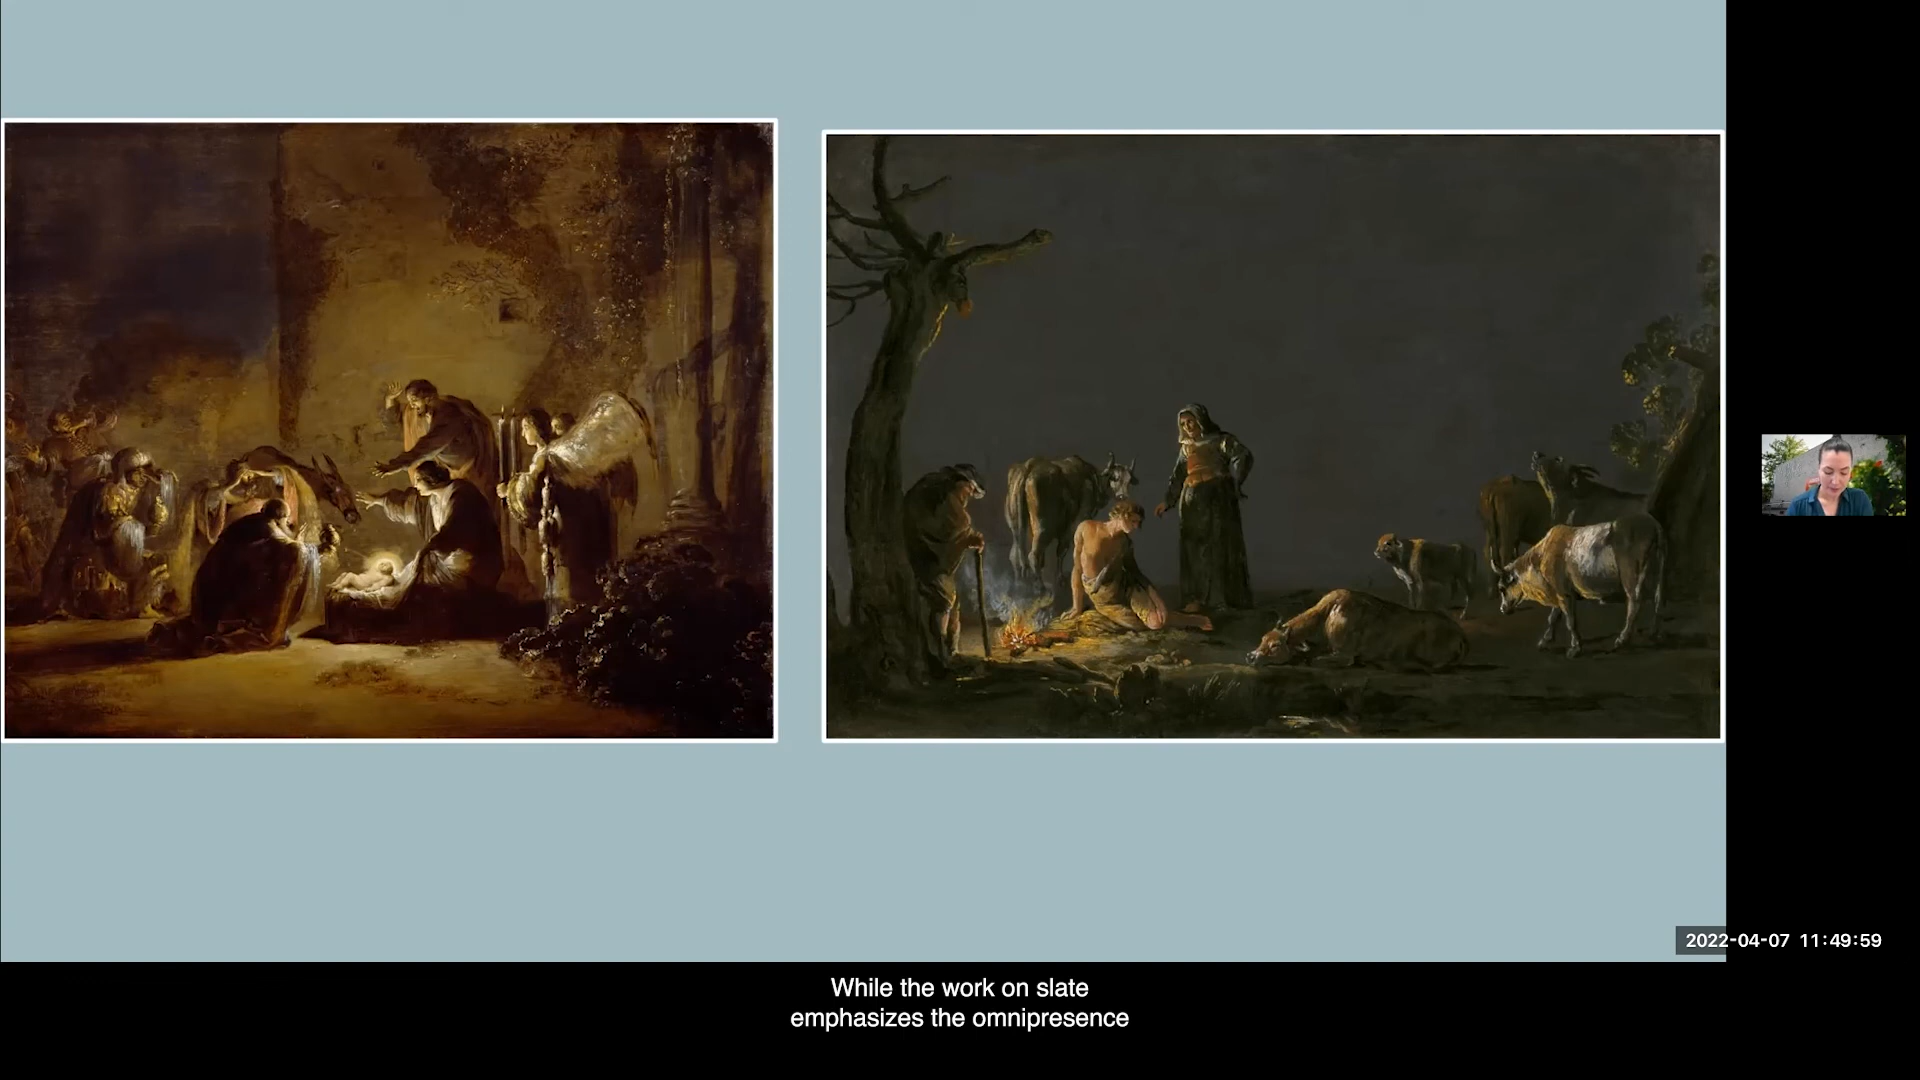 2022-04-07 11:49:59
While the work on slate
emphasizes the omnipresence